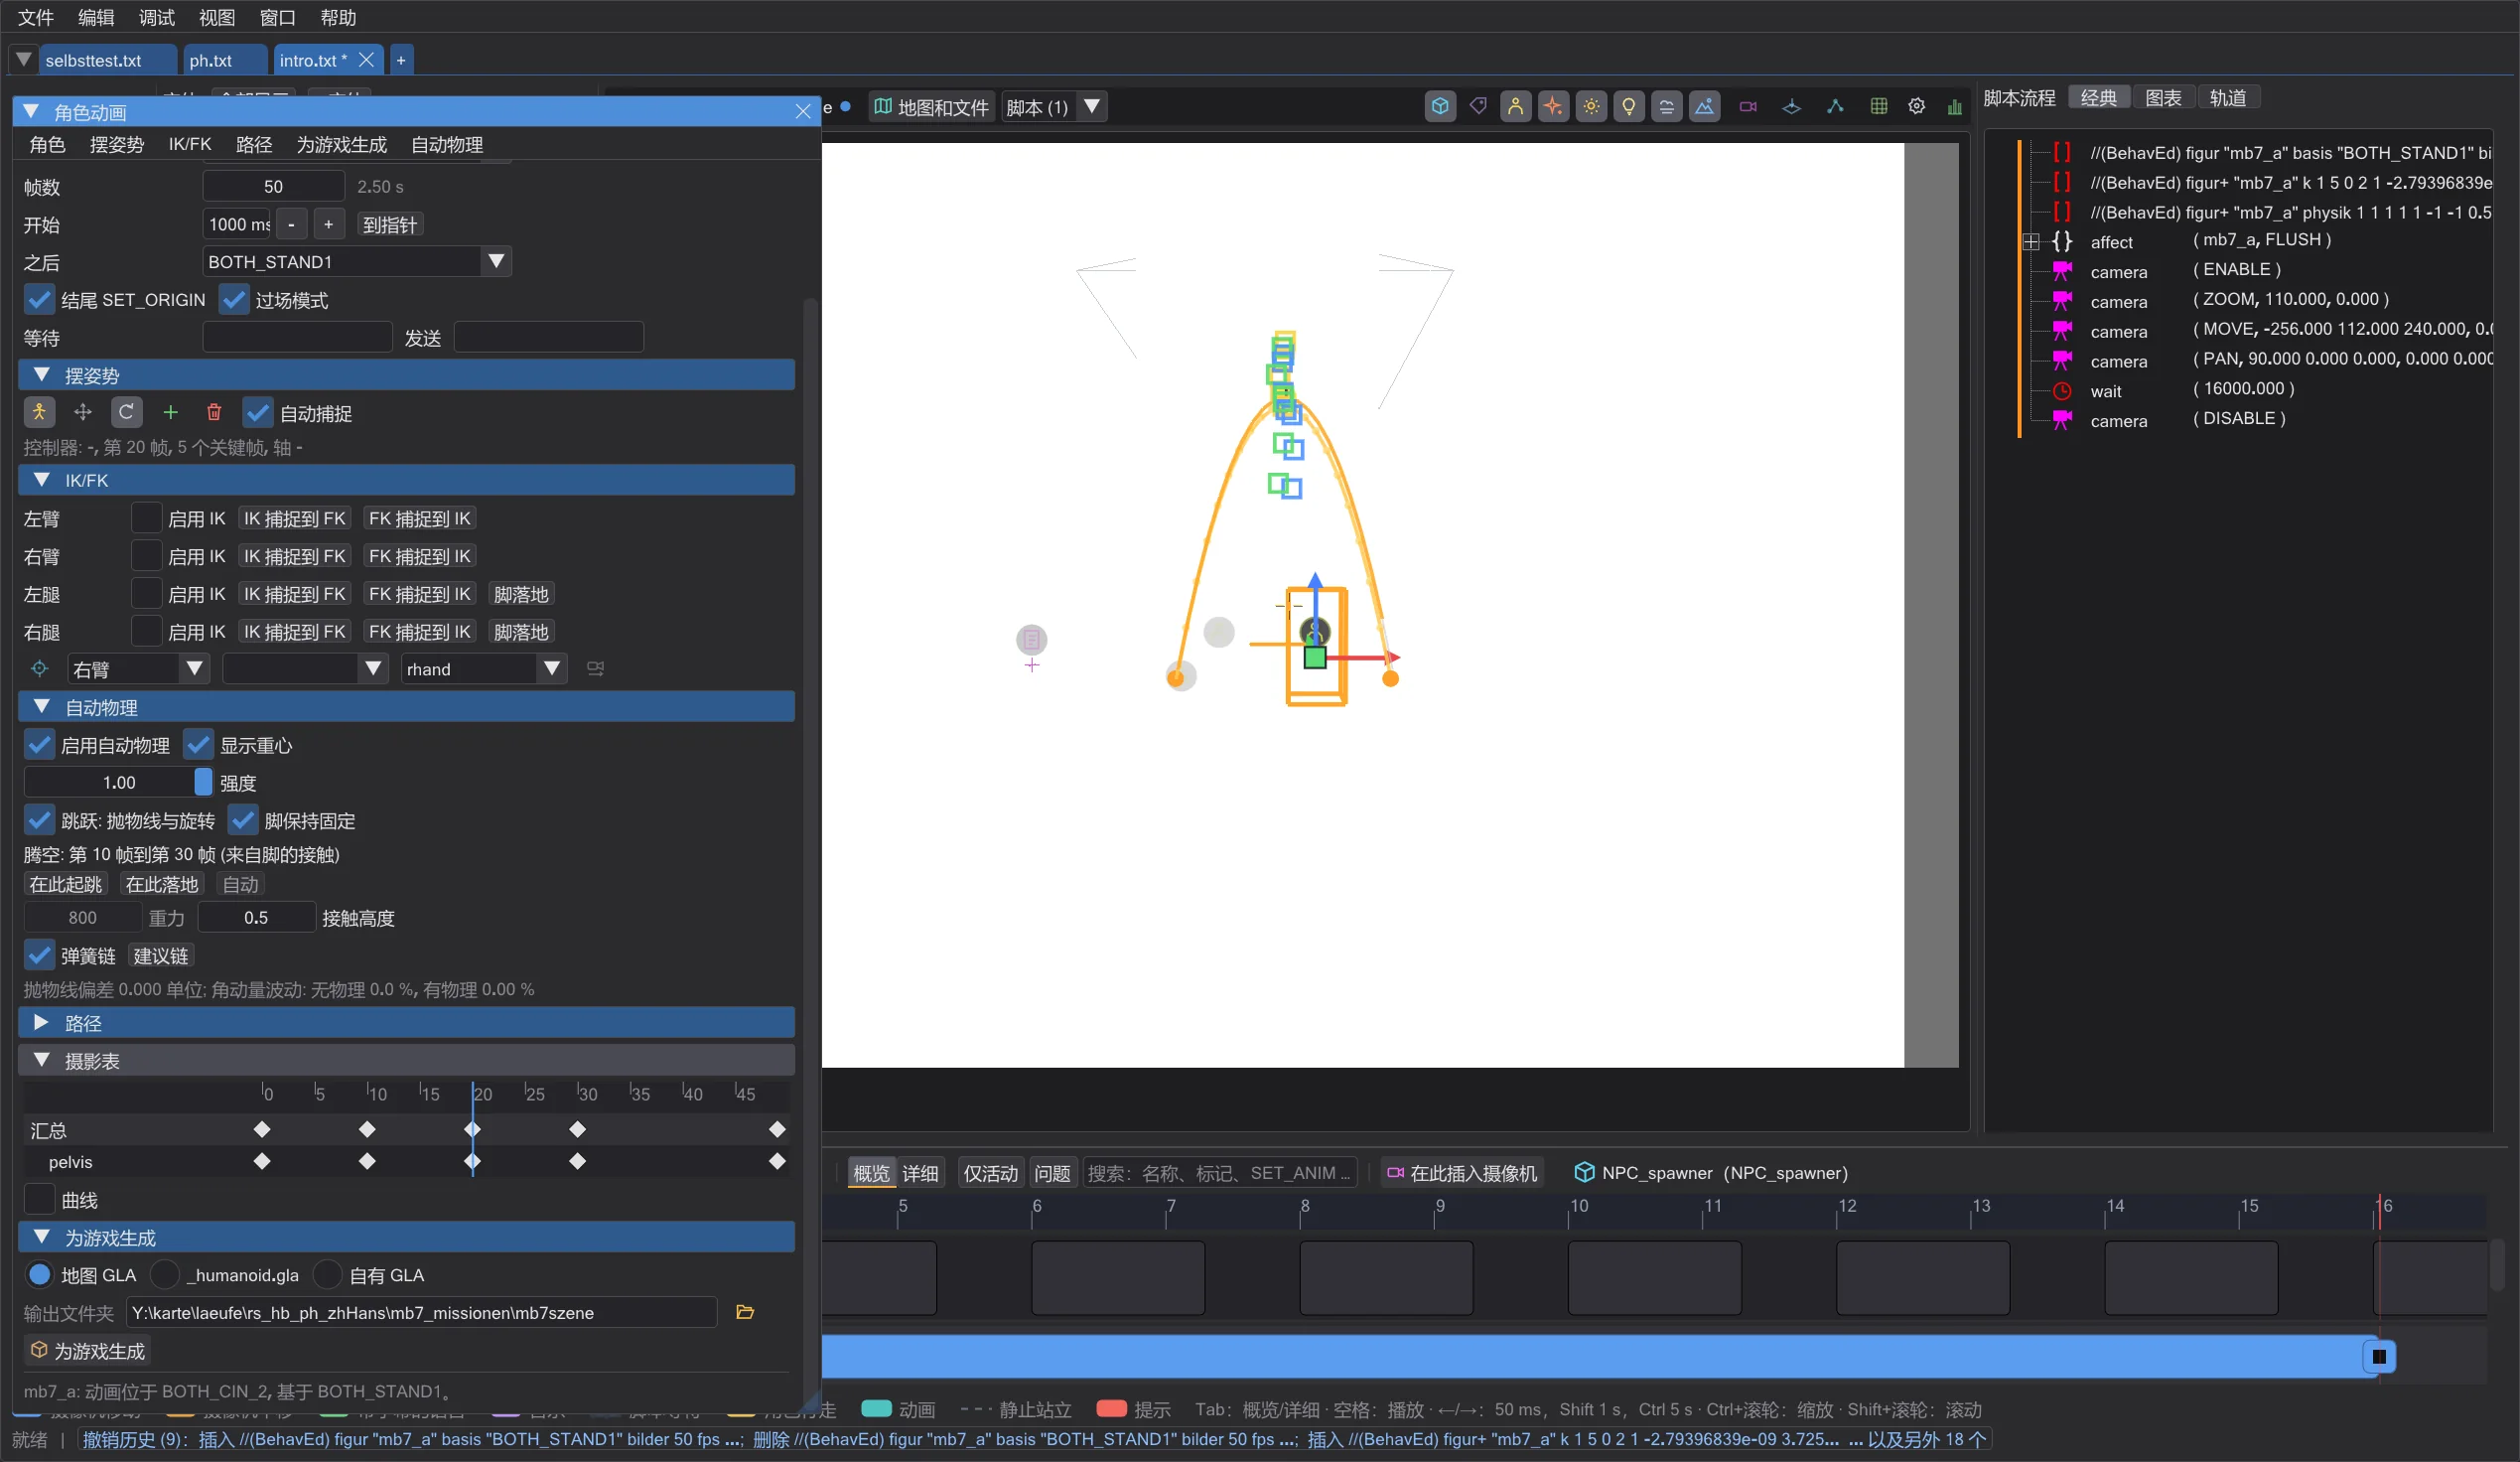 文件 编辑 调试 视图 窗口 帮助
selbsttest.txt ph.txt intro.txt * +
角色动画
e 地图和文件 脚本 (1)
脚本流程 经典 图表 轨道
角色 摆姿势 IK/FK 路径 为游戏生成 自动物理
帧数 50 2.50 s
开始 1000 ms - + 到指针
之后 BOTH_STAND1
结尾 SET_ORIGIN 过场模式
等待 发送
摆姿势
自动捕捉
控制器: -, 第 20 帧, 5 个关键帧, 轴 -
IK/FK
左臂 启用 IK IK 捕捉到 FK FK 捕捉到 IK
右臂 启用 IK IK 捕捉到 FK FK 捕捉到 IK
左腿 启用 IK IK 捕捉到 FK FK 捕捉到 IK 脚落地
右腿 启用 IK IK 捕捉到 FK FK 捕捉到 IK 脚落地
右臂 rhand
自动物理
启用自动物理 显示重心
1.00 强度
跳跃: 抛物线与旋转 脚保持固定
腾空: 第 10 帧到第 30 帧 (来自脚的接触)
在此起跳 在此落地 自动
800 重力 0.5 接触高度
弹簧链 建议链
抛物线偏差 0.000 单位; 角动量波动: 无物理 0.0 %, 有物理 0.00 %
路径
摄影表
0 5 10 15 20 25 30 35 40 45
汇总
pelvis
曲线
为游戏生成
地图 GLA _humanoid.gla 自有 GLA
输出文件夹 Y:\karte\laeufe\rs_hb_ph_zhHans\mb7_missionen\mb7szene
为游戏生成
mb7_a: 动画位于 BOTH_CIN_2, 基于 BOTH_STAND1。
//(BehavEd) figur "mb7_a" basis "BOTH_STAND1" bi
//(BehavEd) figur+ "mb7_a" k 1 5 0 2 1 -2.79396839e
//(BehavEd) figur+ "mb7_a" physik 1 1 1 1 1 -1 -1 0.5
affect ( mb7_a, FLUSH )
camera ( ENABLE )
camera ( ZOOM, 110.000, 0.000 )
camera ( MOVE, -256.000 112.000 240.000, 0.0
camera ( PAN, 90.000 0.000 0.000, 0.000 0.000
wait ( 16000.000 )
camera ( DISABLE )
概览 详细 仅活动 问题 搜索：名称、标记、SET_ANIM ... 在此插入摄像机 NPC_spawner (NPC_spawner)
5 6 7 8 9 10 11 12 13 14 15 16
动画 静止站立 提示 Tab：概览/详细 · 空格：播放 · ←/→：50 ms，Shift 1 s，Ctrl 5 s · Ctrl+滚轮：缩放 · Shift+滚轮：滚动
就绪 | 撤销历史 (9)：插入 //(BehavEd) figur "mb7_a" basis "BOTH_STAND1" bilder 50 fps ...; 删除 //(BehavEd) figur "mb7_a" basis "BOTH_STAND1" bilder 50 fps ...; 插入 //(BehavEd) figur+ "mb7_a" k 1 5 0 2 1 -2.79396839e-09 3.725... ... 以及另外 18 个